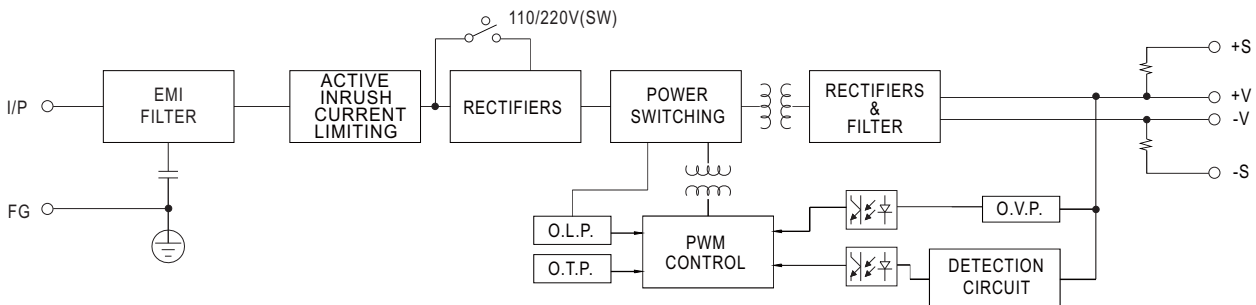 110/220V(SW)
+S
I/P
EMI
FILTER
ACTIVE
INRUSH
CURRENT
LIMITING
RECTIFIERS
POWER
SWITCHING
RECTIFIERS
&
FILTER
+V
-V
-S
FG
O.L.P.
O.T.P.
PWM
CONTROL
O.V.P.
DETECTION
CIRCUIT